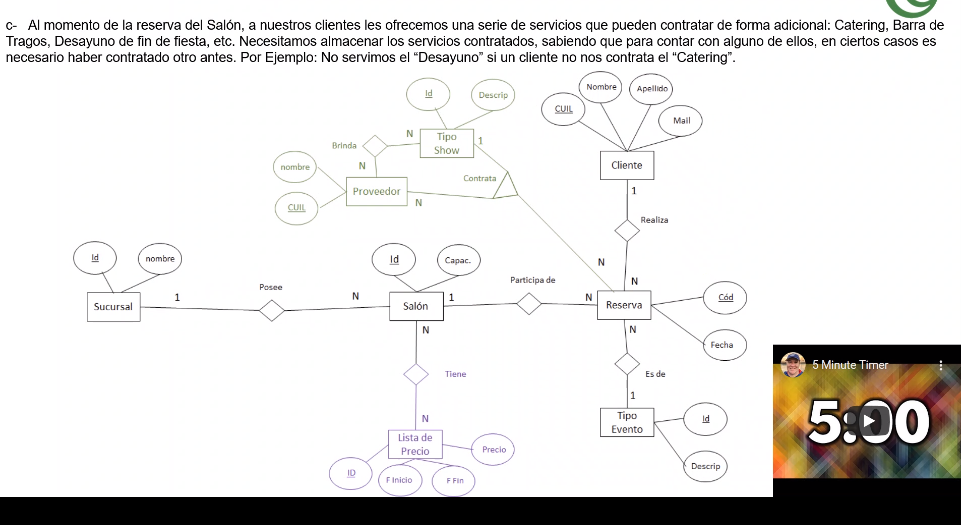 c- Al momento de la reserva del Salón, a nuestros clientes les ofrecemos una serie de servicios que pueden contratar de forma adicional: Catering, Barra de
Tragos, Desayuno de fin de fiesta, etc. Necesitamos almacenar los servicios contratados, sabiendo que para contar con alguno de ellos, en ciertos casos es
necesario haber contratado otro antes. Por Ejemplo: No servimos el “Desayuno” si un cliente no nos contrata el “Catering”.
Id
Descrip
Nombre
Apellido
CUIL
Mail
N
Tipo
Show
1
Brinda
Cliente
nombre
N
Contrata
Proveedor
N
1
CUIL
Realiza
Id
nombre
Id
Capac.
N
Participa de
N
Posee
Cód
Sucursal
1
N
Salón
1
N
Reserva
N
N
Fecha
Tiene
Es de
5 Minute Timer
1
5:00
N
Tipo
Evento
Id
Lista de
Precio
Precio
Descrip
ID
F Inicio
F Fin